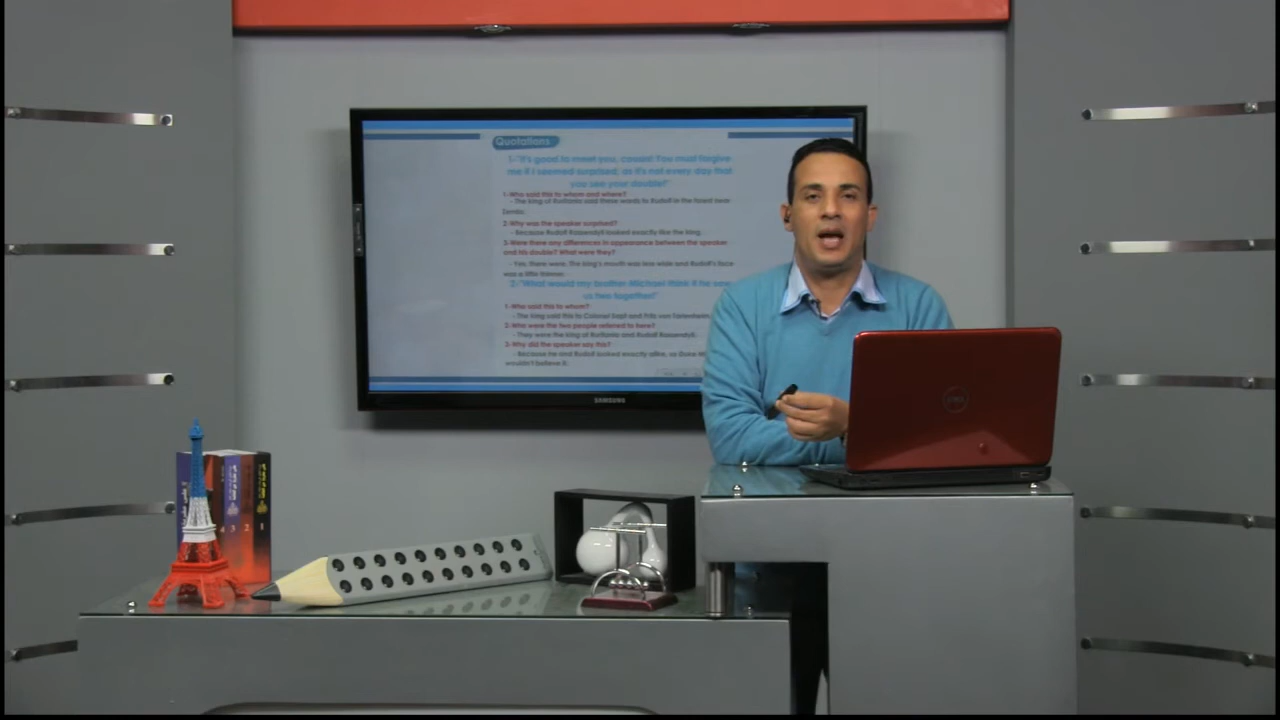 Quotations
1-"It's good to meet you, cousin! You must forgive
me if I seemed surprised, as it's not every day that
you see your double!"
1-Who said this to whom and where?
- The king of Ruritania said these words to Rudolf in the forest near
Zenda.
2-Why was the speaker surprised?
- Because Rudolf Rassendyll looked exactly like the king.
3-Were there any differences in appearance between the speaker
and his double? What were they?
- Yes, there were. The king's mouth was less wide and Rudolf's face
was a little thinner.
2-"What would my brother Michael think if he saw
us two together!"
1-Who said this to whom?
- The king said this to Colonel Sapt and Fritz von Tarlenheim.
2-Who were the two people referred to here?
- They were the King of Ruritania and Rudolf Rassendyll.
3-Why did the speaker say this?
- Because he and Rudolf looked exactly alike, so Duke
wouldn't believe it.
SAMSUNG
DELL
4 3 2 1